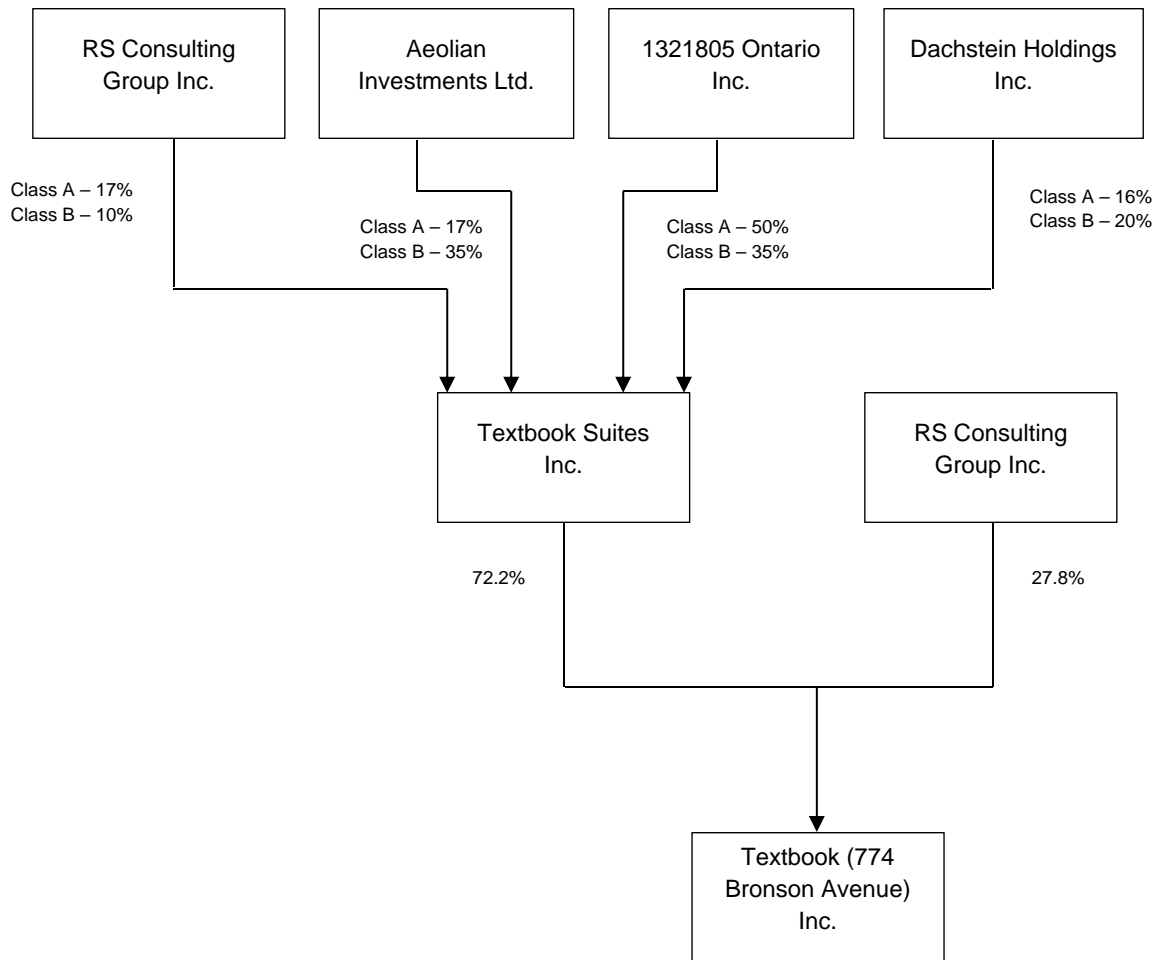 RS Consulting
Group Inc.
Aeolian
Investments Ltd.
1321805 Ontario
Inc.
Dachstein Holdings
Inc.
Class A – 17%
Class B – 10%
Class A – 17%
Class B – 35%
Class A – 50%
Class B – 35%
Class A – 16%
Class B – 20%
Textbook Suites
Inc.
RS Consulting
Group Inc.
72.2%
27.8%
Textbook (774
Bronson Avenue)
Inc.